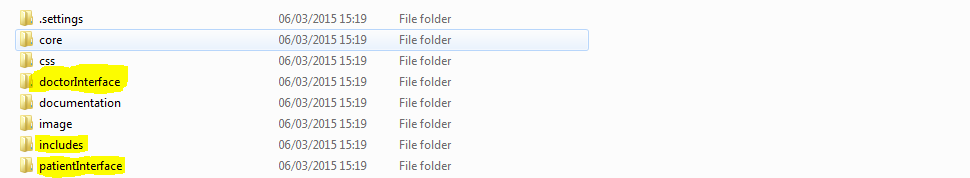 .settings 06/03/2015 15:19 File folder
core 06/03/2015 15:19 File folder
css 06/03/2015 15:19 File folder
doctorInterface 06/03/2015 15:19 File folder
documentation 06/03/2015 15:19 File folder
image 06/03/2015 15:19 File folder
includes 06/03/2015 15:19 File folder
patientInterface 06/03/2015 15:19 File folder